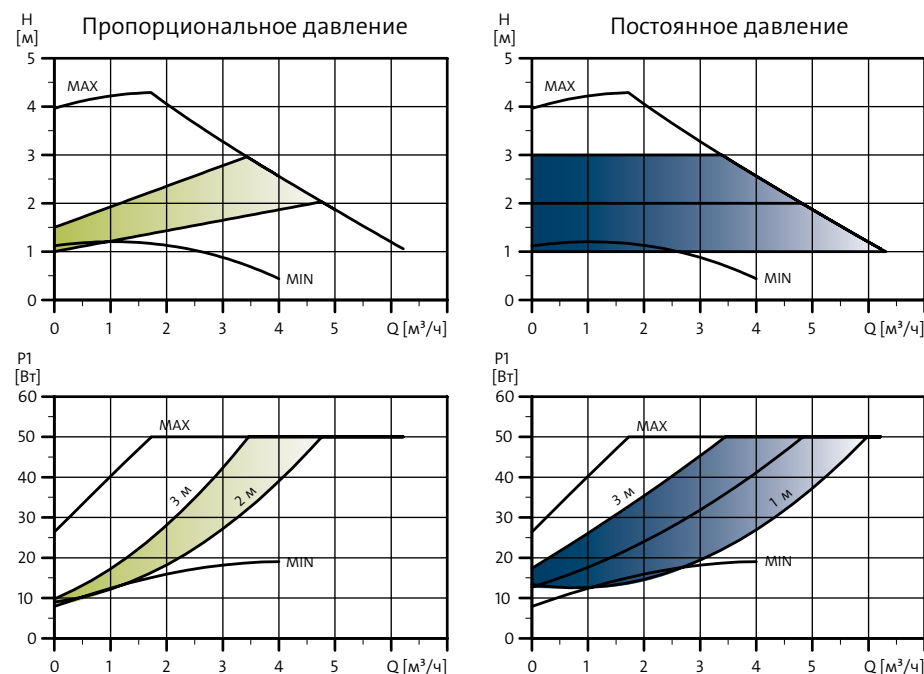 Пропорциональное давление
H
[м]
5
4
3
2
1
0
MAX
MIN
0 1 2 3 4 5 Q [м³/ч]
Постоянное давление
H
[м]
5
4
3
2
1
0
MAX
MIN
0 1 2 3 4 5 Q [м³/ч]
P1
[Вт]
60
50
40
30
20
10
0
MAX
3 м
2 м
MIN
0 1 2 3 4 5 Q [м³/ч]
P1
[Вт]
60
50
40
30
20
10
0
MAX
3 м
1 м
MIN
0 1 2 3 4 5 Q [м³/ч]